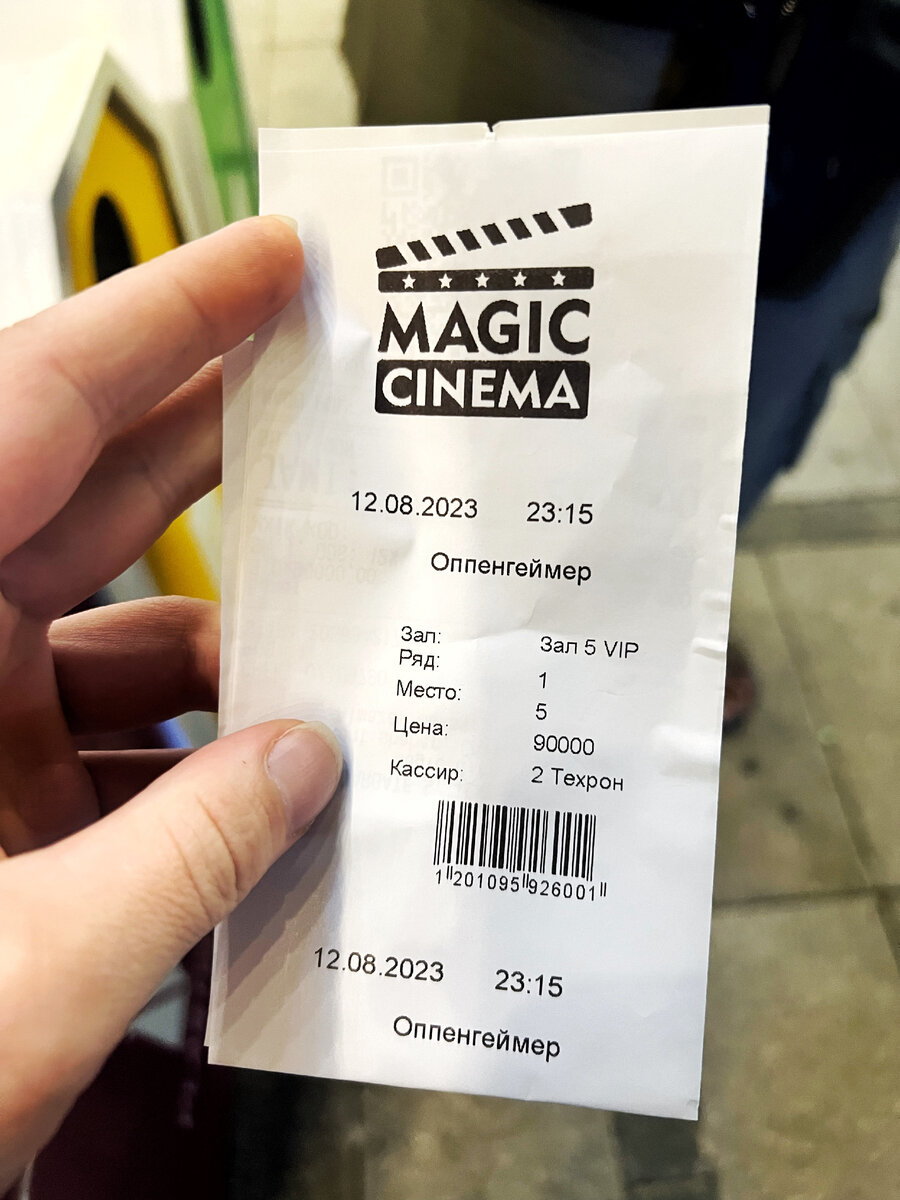 MAGIC
CINEMA
12.08.2023 23:15
Оппенгеймер
Зал: Зал 5 VIP
Ряд: 1
Место: 5
Цена: 90000
Кассир: 2 Техрон
1 201095 926001
12.08.2023 23:15
Оппенгеймер